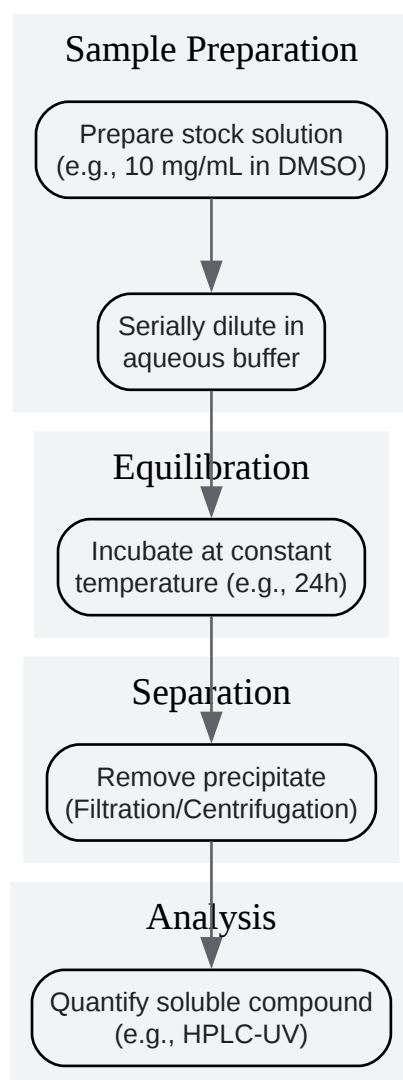 Sample Preparation
Prepare stock solution
(e.g., 10 mg/mL in DMSO)
Serially dilute in
aqueous buffer
Equilibration
Incubate at constant
temperature (e.g., 24h)
Separation
Remove precipitate
(Filtration/Centrifugation)
Analysis
Quantify soluble compound
(e.g., HPLC-UV)